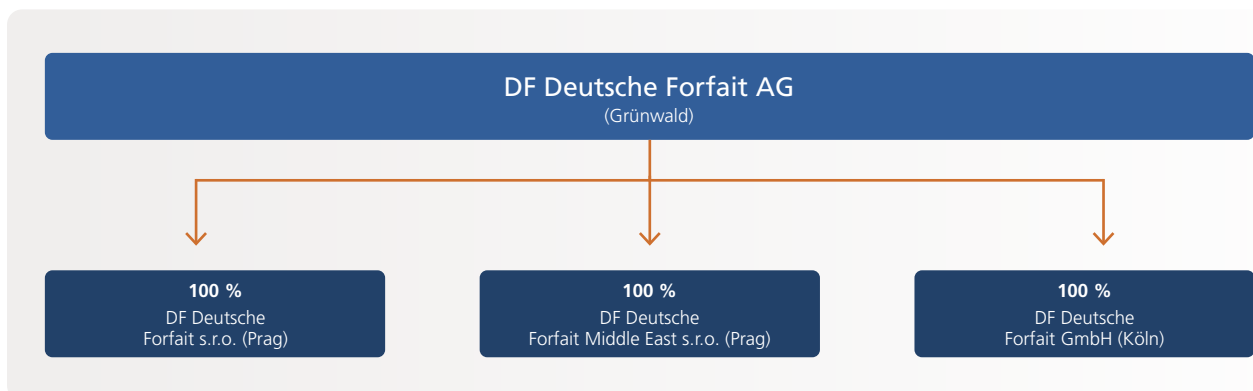 DF Deutsche Forfait AG
(Grünwald)
100 %
DF Deutsche
Forfait s.r.o. (Prag)
100 %
DF Deutsche
Forfait Middle East s.r.o. (Prag)
100 %
DF Deutsche
Forfait GmbH (Köln)